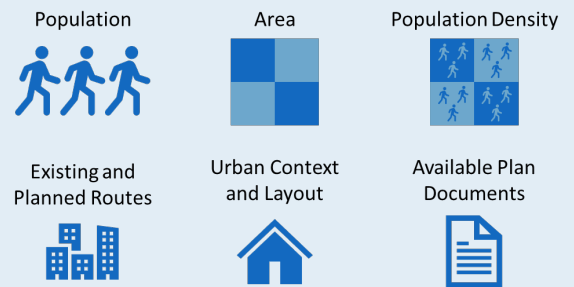 Population
Area
Population Density
Existing and
Planned Routes
Urban Context
and Layout
Available Plan
Documents